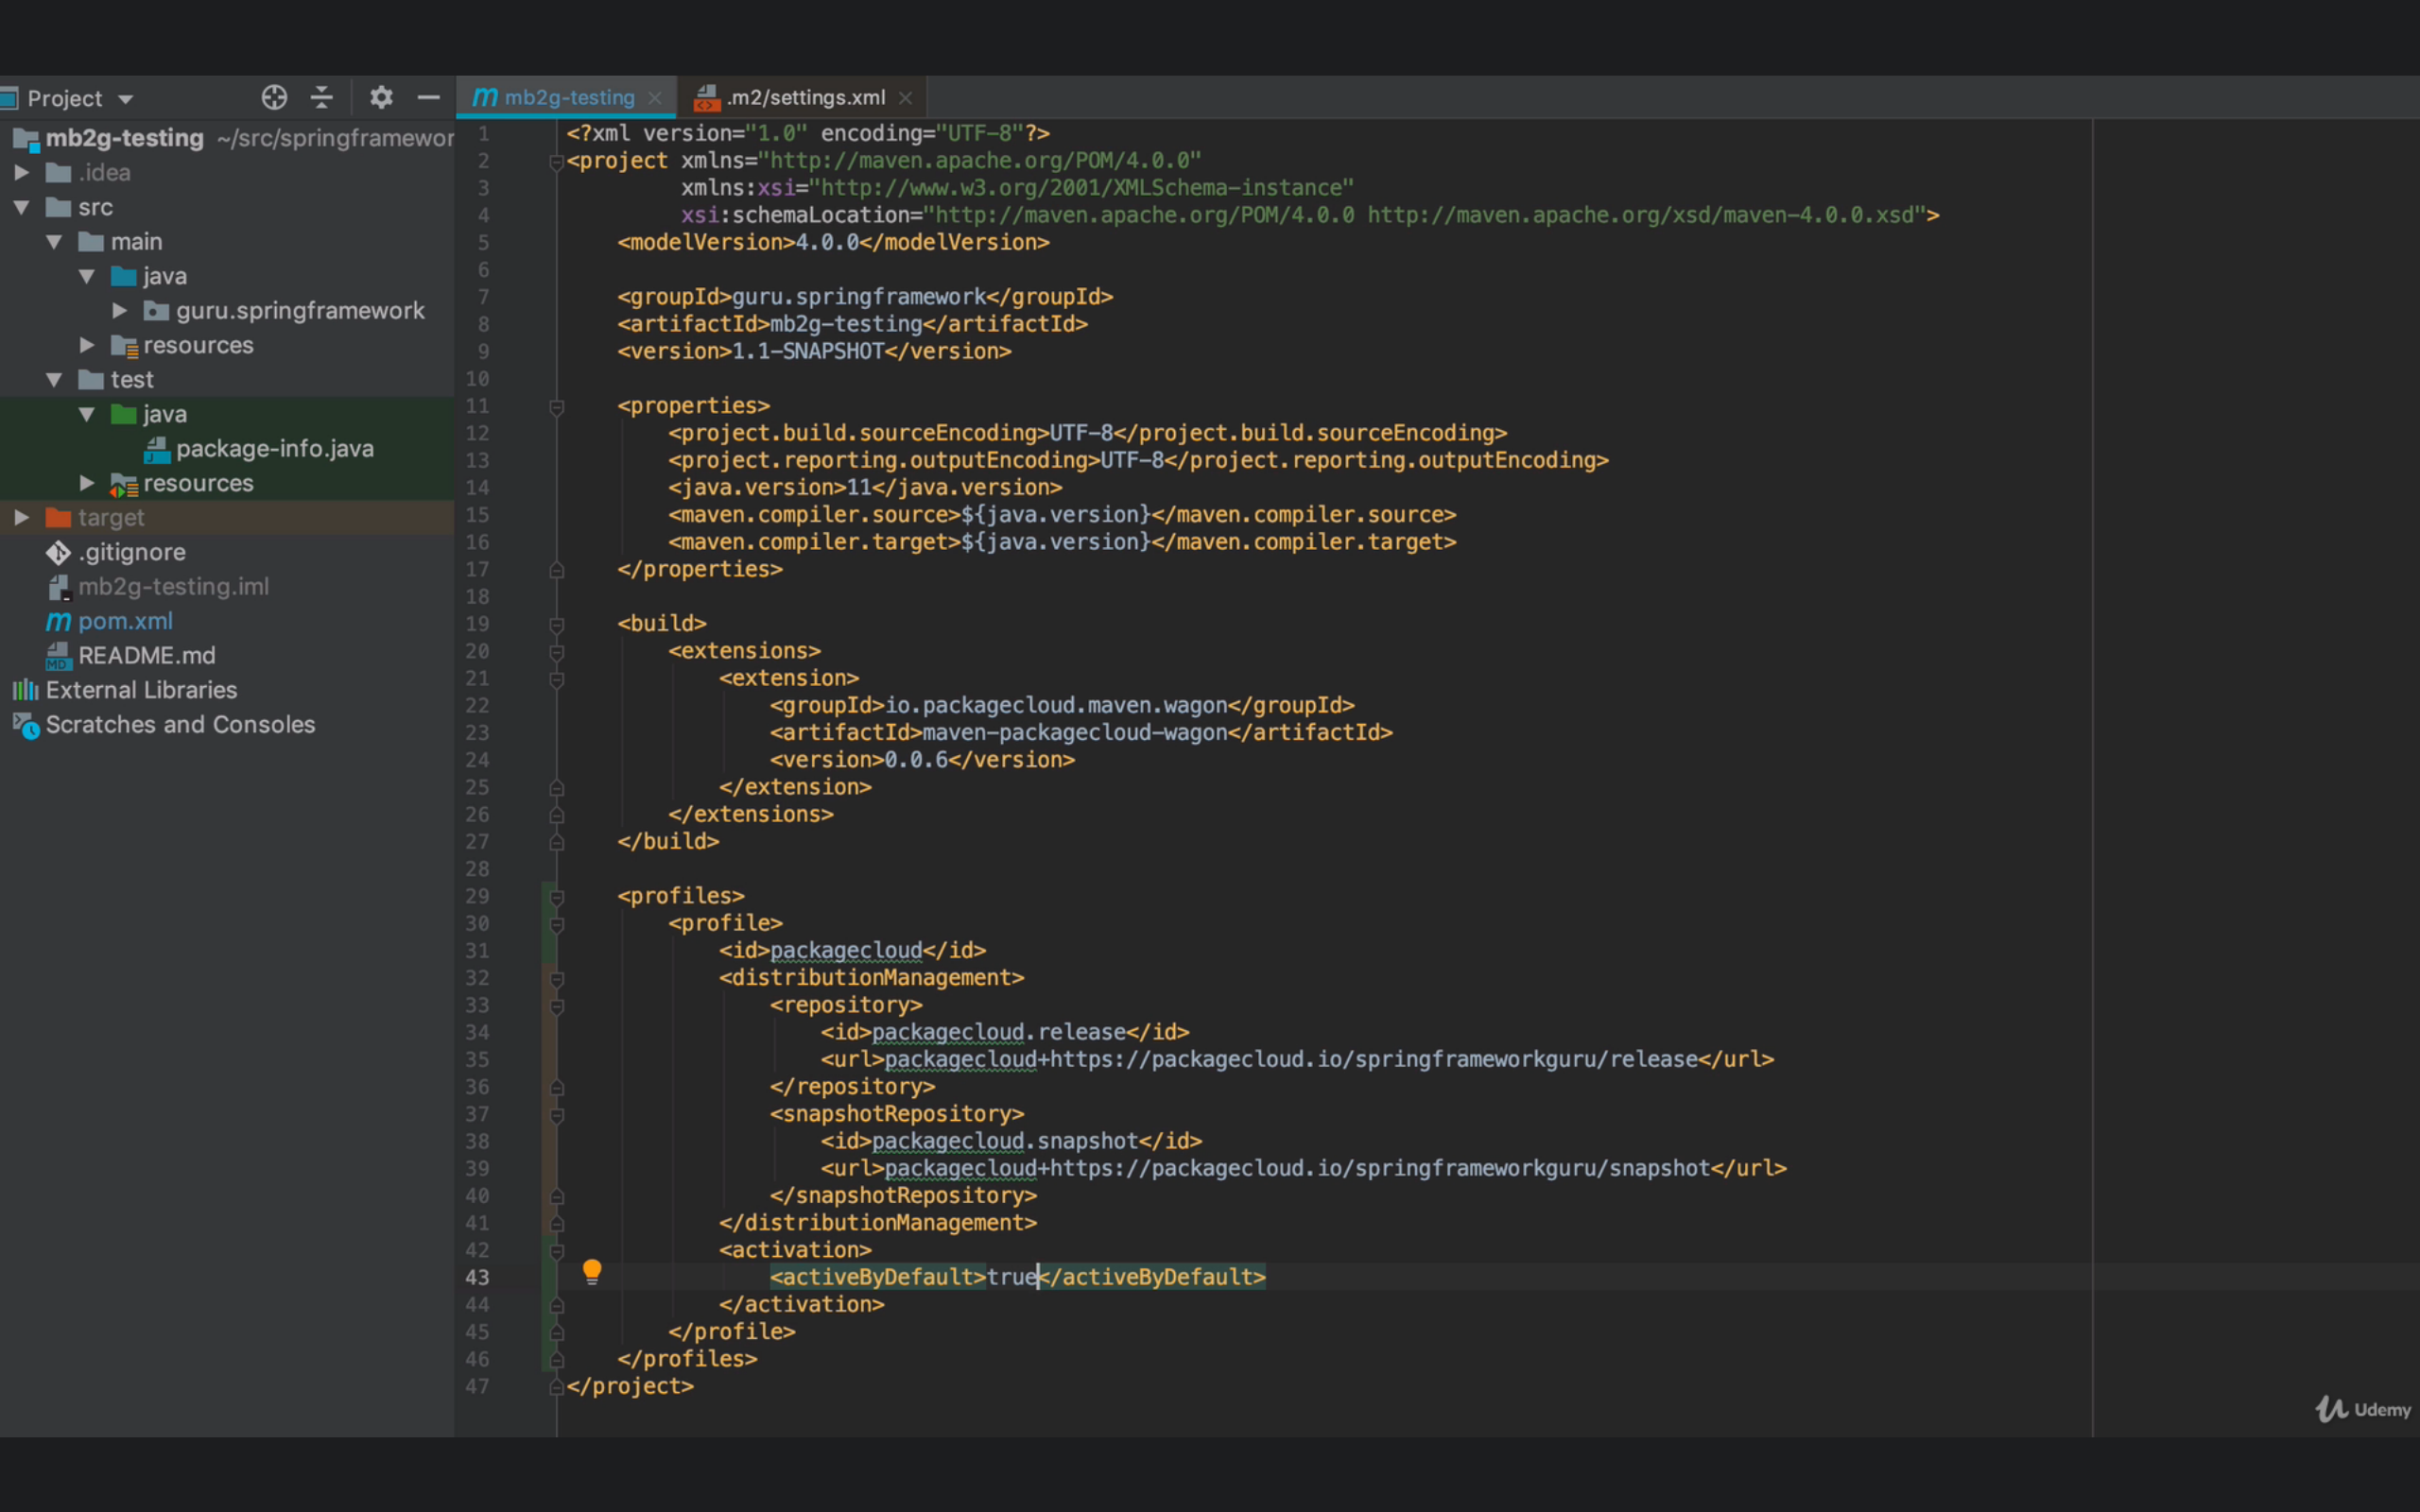 Project
mb2g-testing
.m2/settings.xml
mb2g-testing ~/src/springframewor
.idea
src
main
java
guru.springframework
resources
test
java
package-info.java
resources
target
.gitignore
mb2g-testing.iml
pom.xml
README.md
External Libraries
Scratches and Consoles
1 <?xml version="1.0" encoding="UTF-8"?>
2 <project xmlns="http://maven.apache.org/POM/4.0.0"
3 xmlns:xsi="http://www.w3.org/2001/XMLSchema-instance"
4 xsi:schemaLocation="http://maven.apache.org/POM/4.0.0 http://maven.apache.org/xsd/maven-4.0.0.xsd">
5 <modelVersion>4.0.0</modelVersion>
6
7 <groupId>guru.springframework</groupId>
8 <artifactId>mb2g-testing</artifactId>
9 <version>1.1-SNAPSHOT</version>
10
11 <properties>
12 <project.build.sourceEncoding>UTF-8</project.build.sourceEncoding>
13 <project.reporting.outputEncoding>UTF-8</project.reporting.outputEncoding>
14 <java.version>11</java.version>
15 <maven.compiler.source>${java.version}</maven.compiler.source>
16 <maven.compiler.target>${java.version}</maven.compiler.target>
17 </properties>
18
19 <build>
20 <extensions>
21 <extension>
22 <groupId>io.packagecloud.maven.wagon</groupId>
23 <artifactId>maven-packagecloud-wagon</artifactId>
24 <version>0.0.6</version>
25 </extension>
26 </extensions>
27 </build>
28
29 <profiles>
30 <profile>
31 <id>packagecloud</id>
32 <distributionManagement>
33 <repository>
34 <id>packagecloud.release</id>
35 <url>packagecloud+https://packagecloud.io/springframeworkguru/release</url>
36 </repository>
37 <snapshotRepository>
38 <id>packagecloud.snapshot</id>
39 <url>packagecloud+https://packagecloud.io/springframeworkguru/snapshot</url>
40 </snapshotRepository>
41 </distributionManagement>
42 <activation>
43 <activeByDefault>true</activeByDefault>
44 </activation>
45 </profile>
46 </profiles>
47 </project>
Udemy